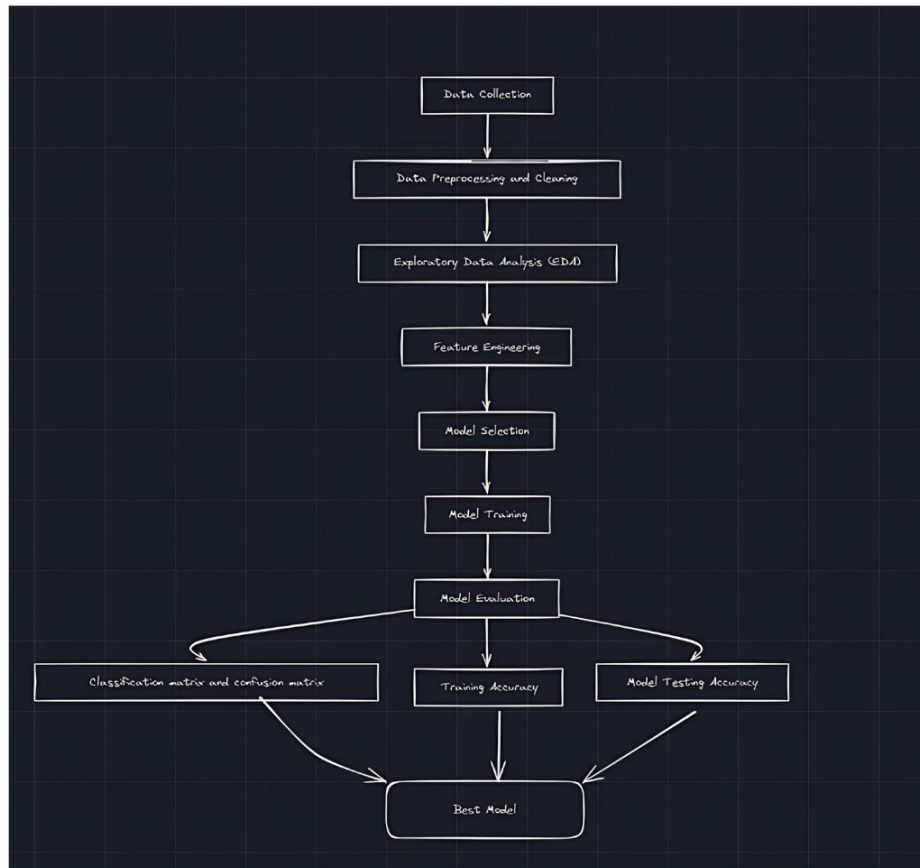 Data Collection
Data Preprocessing and Cleaning
Exploratory Data Analysis (EDA)
Feature Engineering
Model Selection
Model Training
Model Evaluation
Classification matrix and confusion matrix
Training Accuracy
Model Testing Accuracy
Best Model